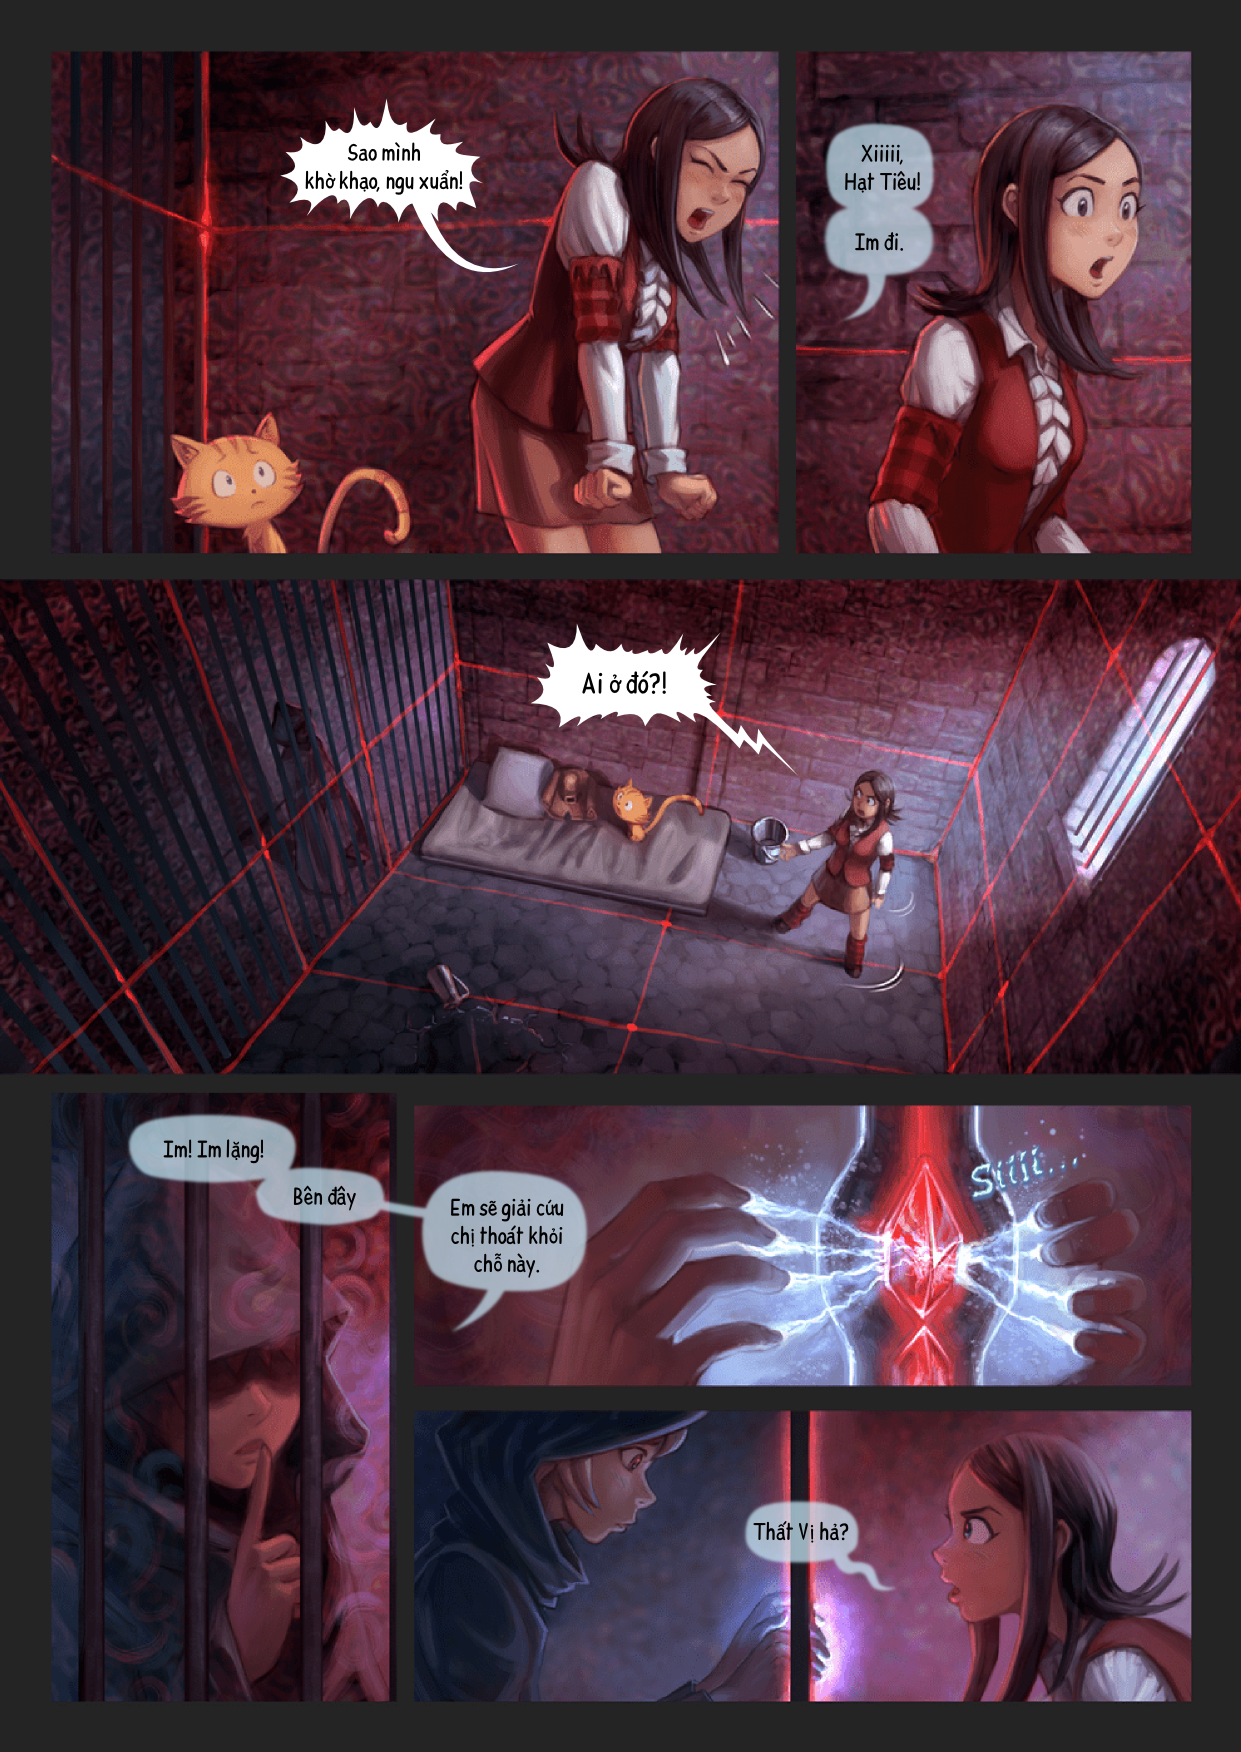 Sao mình
khờ khạo, ngu xuẩn!
Xiiiii,
Hạt Tiêu!
Im đi.
Ai ở đó?!
Im! Im lặng!
Bên đây
Em sẽ giải cứu
chị thoát khỏi
chỗ này.
Siiii...
Thất Vị hả?